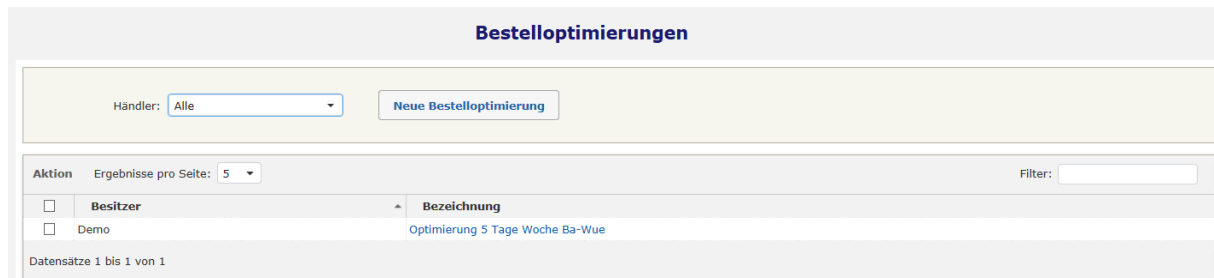 Bestelloptimierungen
Händler: Alle Neue Bestelloptimierung
Aktion Ergebnisse pro Seite: 5 Filter:
Besitzer Bezeichnung
Demo Optimierung 5 Tage Woche Ba-Wue
Datensätze 1 bis 1 von 1